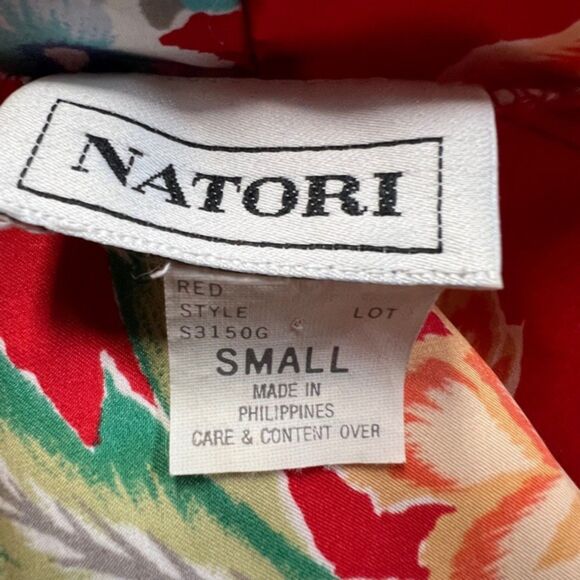 NATORI
RED
STYLE LOT
S3150G
SMALL
MADE IN
PHILIPPINES
CARE & CONTENT OVER